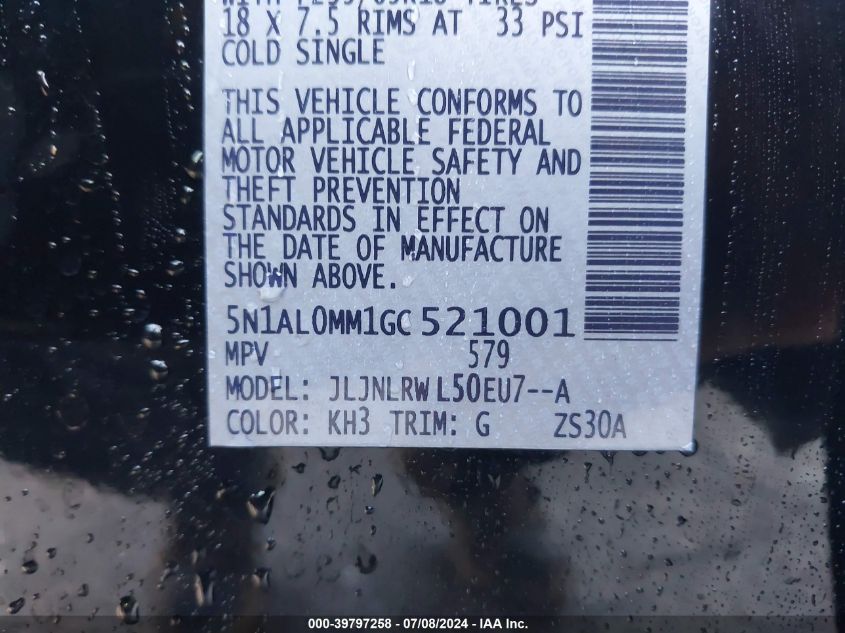 18 X 7.5 RIMS AT 33 PSI
COLD SINGLE
THIS VEHICLE CONFORMS TO
ALL APPLICABLE FEDERAL
MOTOR VEHICLE SAFETY AND
THEFT PREVENTION
STANDARDS IN EFFECT ON
THE DATE OF MANUFACTURE
SHOWN ABOVE.
5N1AL0MM1GC521001
MPV 579
MODEL: JLJNLRWL50EU7--A
COLOR: KH3 TRIM: G ZS30A
000-39797258 - 07/08/2024 - IAA Inc.